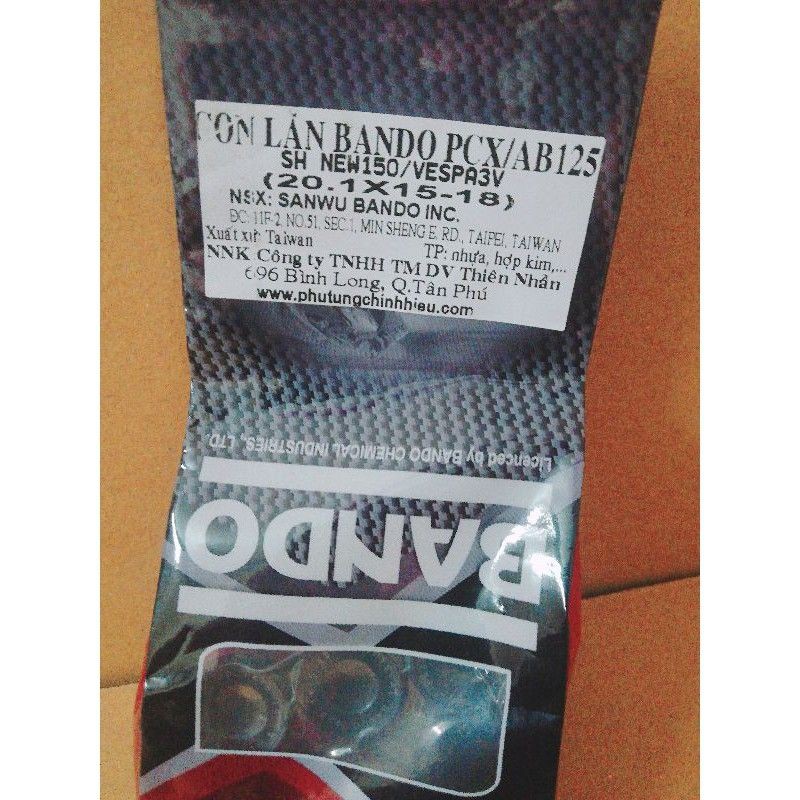 CON LĂN BANDO PCX/AB125
SH NEW150/VESPA3V
(20.1X15-18)
NSX: SANWU BANDO INC.
ĐC: 11F-2, NO.51, SEC.1, MIN SHENG E. RD., TAIPEI, TAIWAN
Xuất xứ: Taiwan TP: nhựa, hợp kim,...
NNK Công ty TNHH TM DV Thiên Nhân
696 Bình Long, Q.Tân Phú
www.phutungchinhhieu.com
Licenced by BANDO CHEMICAL INDUSTRIES, LTD.
BANDO